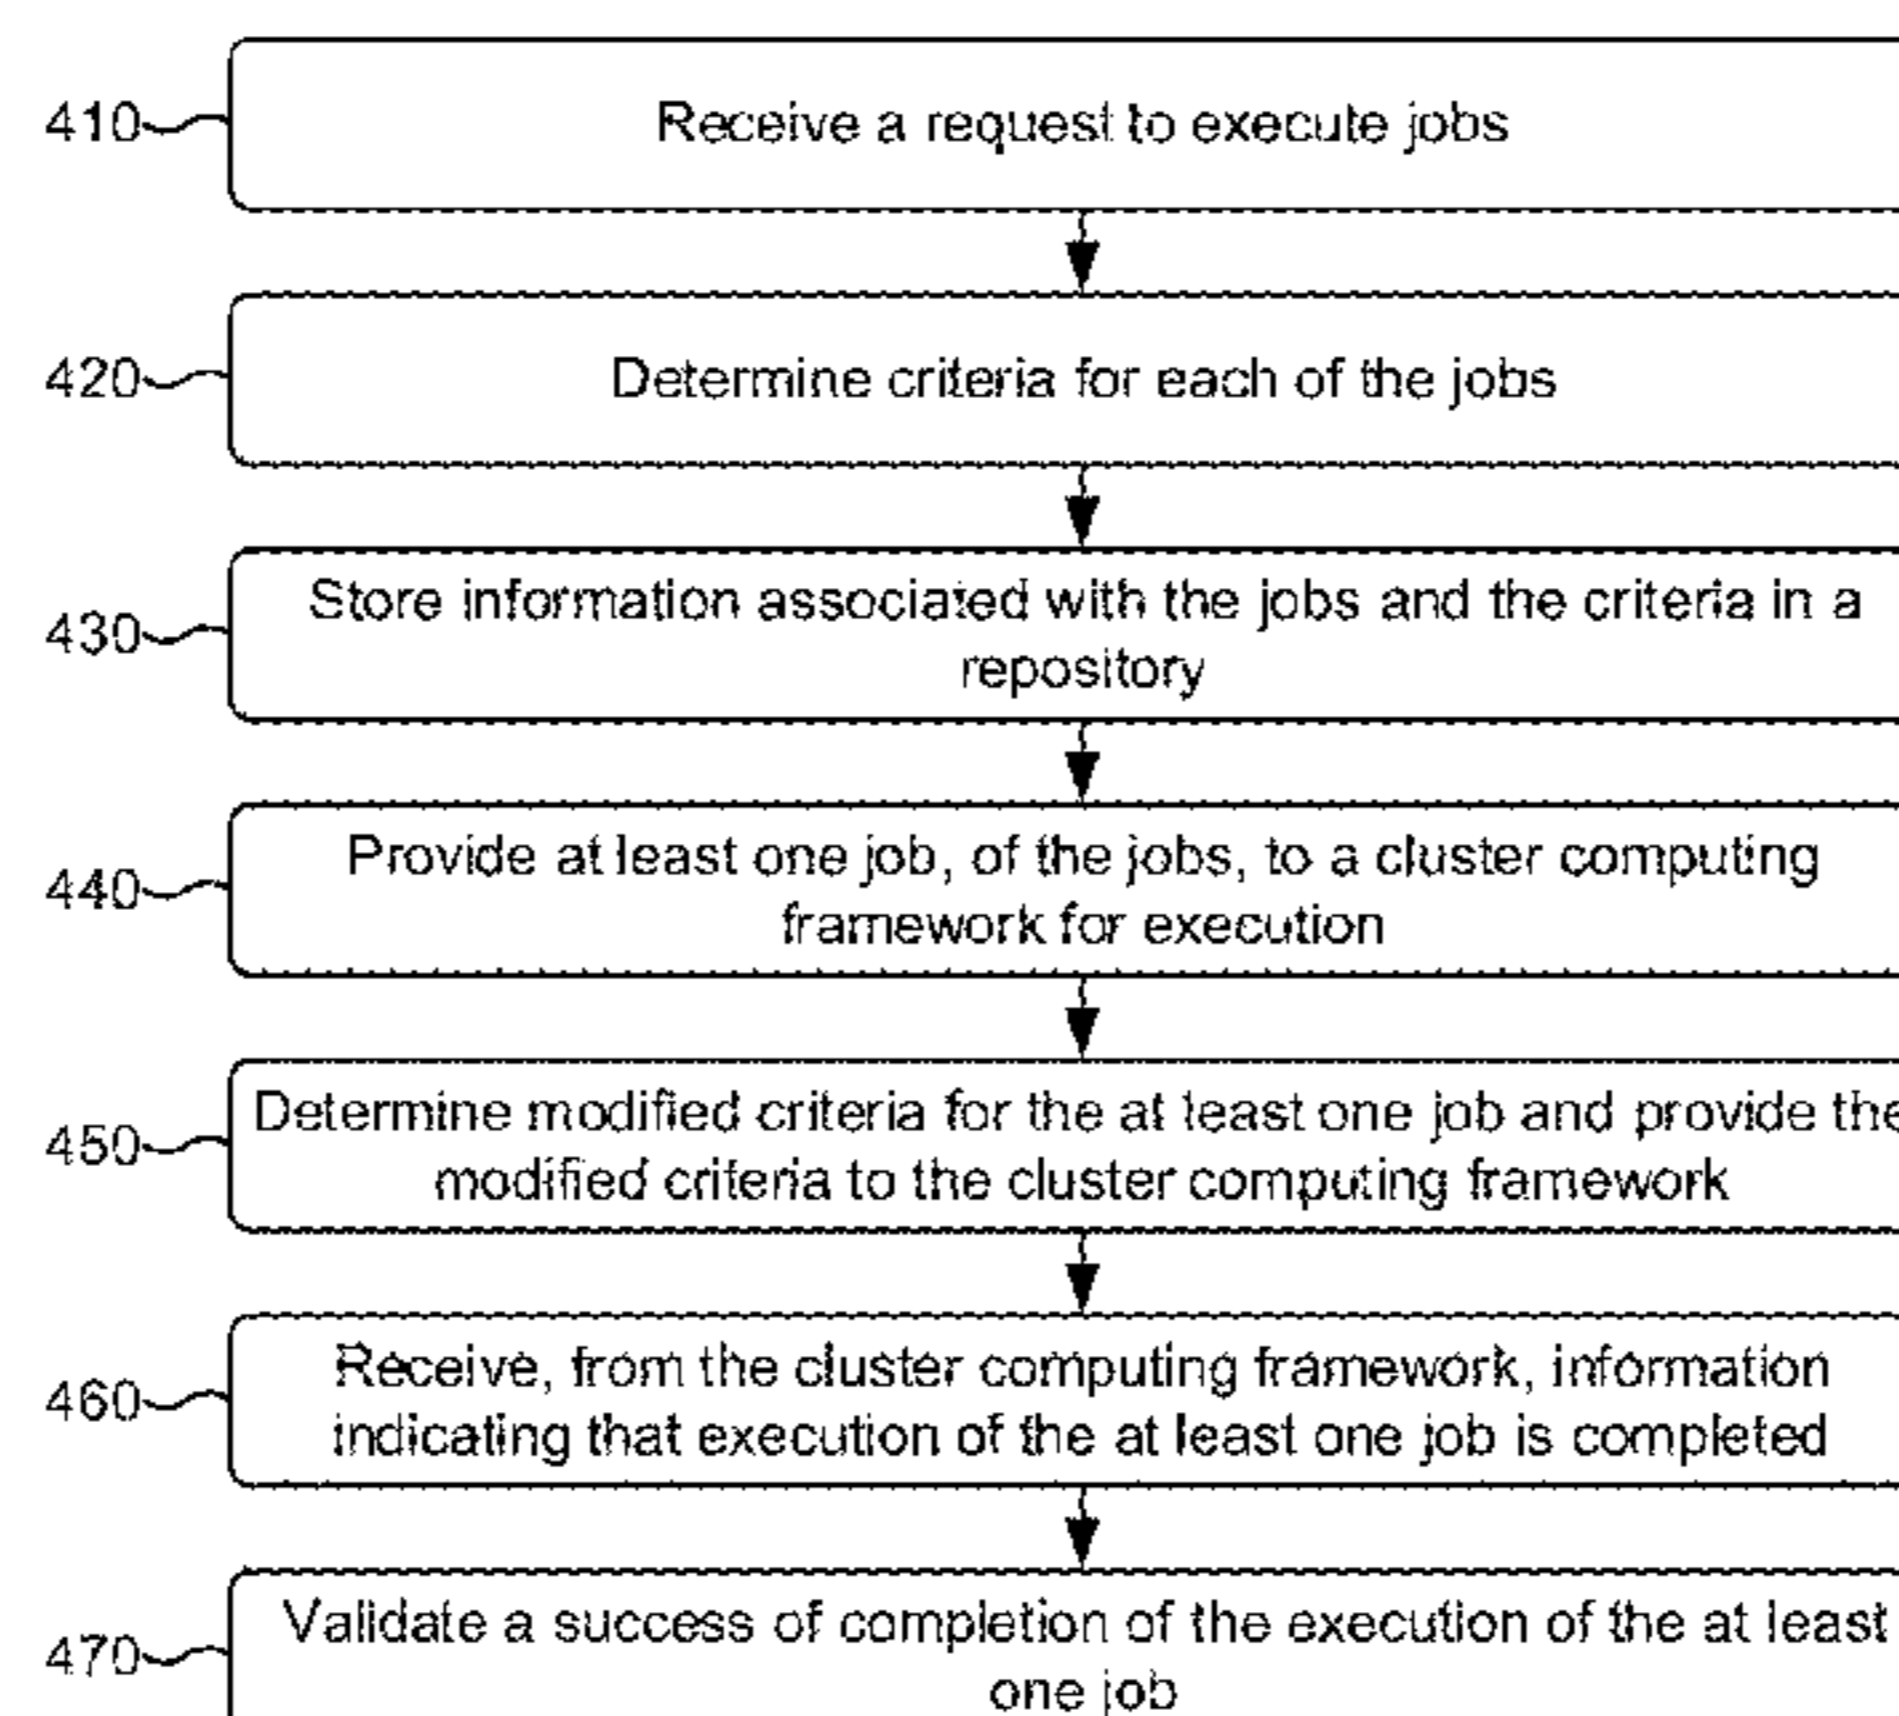 410
Receive a request to execute jobs
420
Determine criteria for each of the jobs
430
Store information associated with the jobs and the criteria in a
repository
440
Provide at least one job, of the jobs, to a cluster computing
framework for execution
450
Determine modified criteria for the at least one job and provide the
modified criteria to the cluster computing framework
460
Receive, from the cluster computing framework, information
indicating that execution of the at least one job is completed
470
Validate a success of completion of the execution of the at least
one job